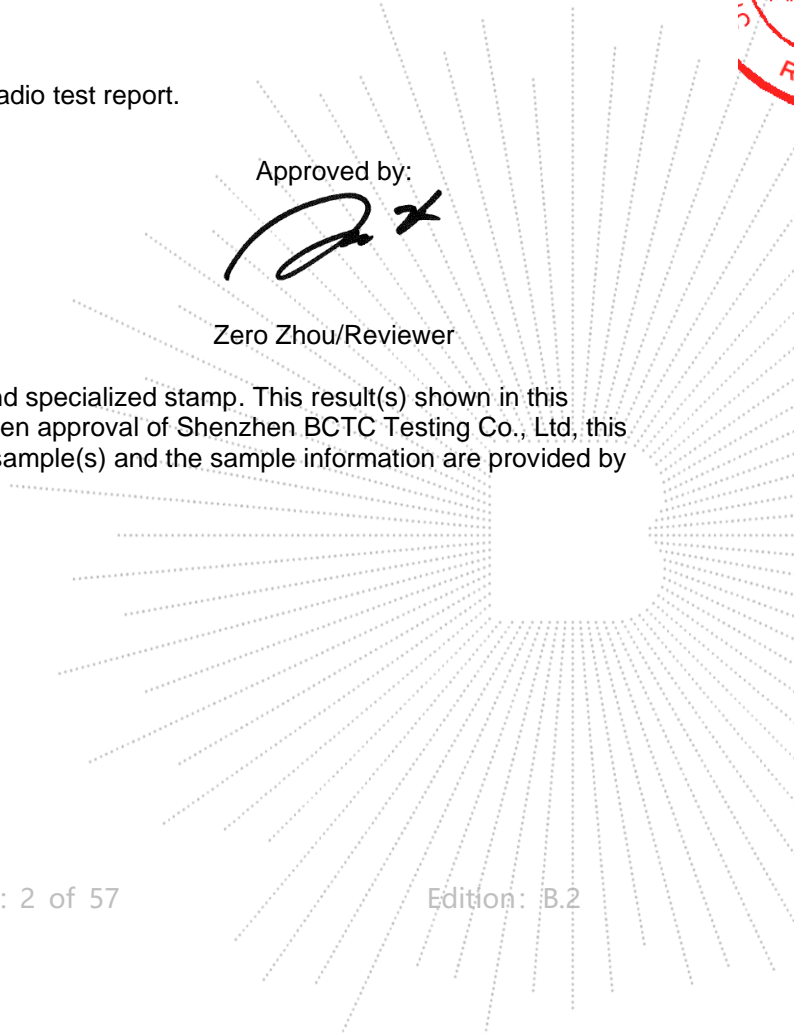 adio test report.
Approved by:
Zero Zhou/Reviewer
nd specialized stamp. This result(s) shown in this
en approval of Shenzhen BCTC Testing Co., Ltd, this
sample(s) and the sample information are provided by
: 2 of 57 Edition: B.2